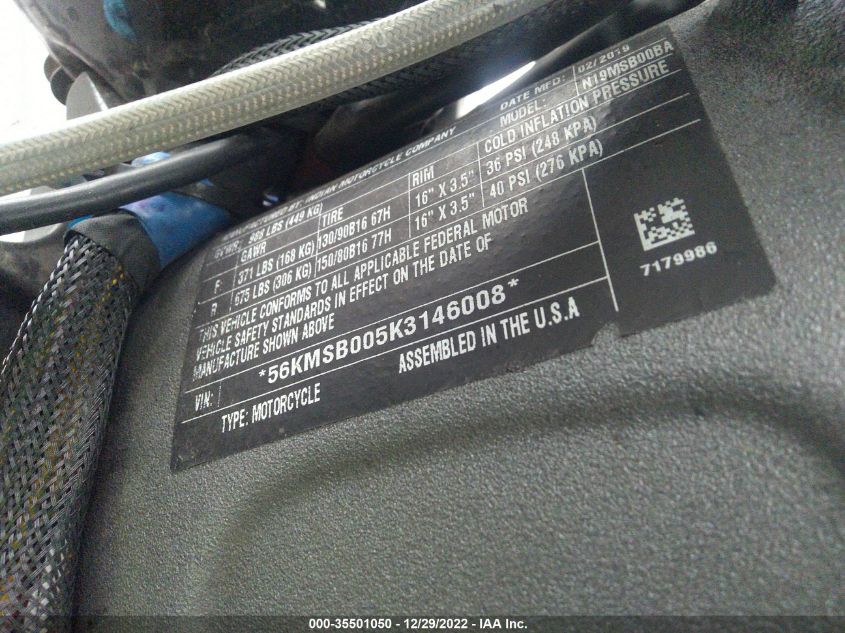 DATE MFD: 02/2019
MODEL: N19MSB00BA
INDIAN MOTORCYCLE COMPANY
GVWR: 988 LBS (449 KG)
GAWR TIRE RIM COLD INFLATION PRESSURE
F: 371 LBS (168 KG) 130/90B16 67H 16" X 3.5" 36 PSI (248 KPA)
R 675 LBS (306 KG) 150/80B16 77H 16" X 3.5" 40 PSI (276 KPA)
THIS VEHICLE CONFORMS TO ALL APPLICABLE FEDERAL MOTOR
VEHICLE SAFETY STANDARDS IN EFFECT ON THE DATE OF
MANUFACTURE SHOWN ABOVE
VIN: *56KMSB005K3146008*
TYPE: MOTORCYCLE ASSEMBLED IN THE U.S.A
7179986
000-35501050 - 12/29/2022 - IAA Inc.